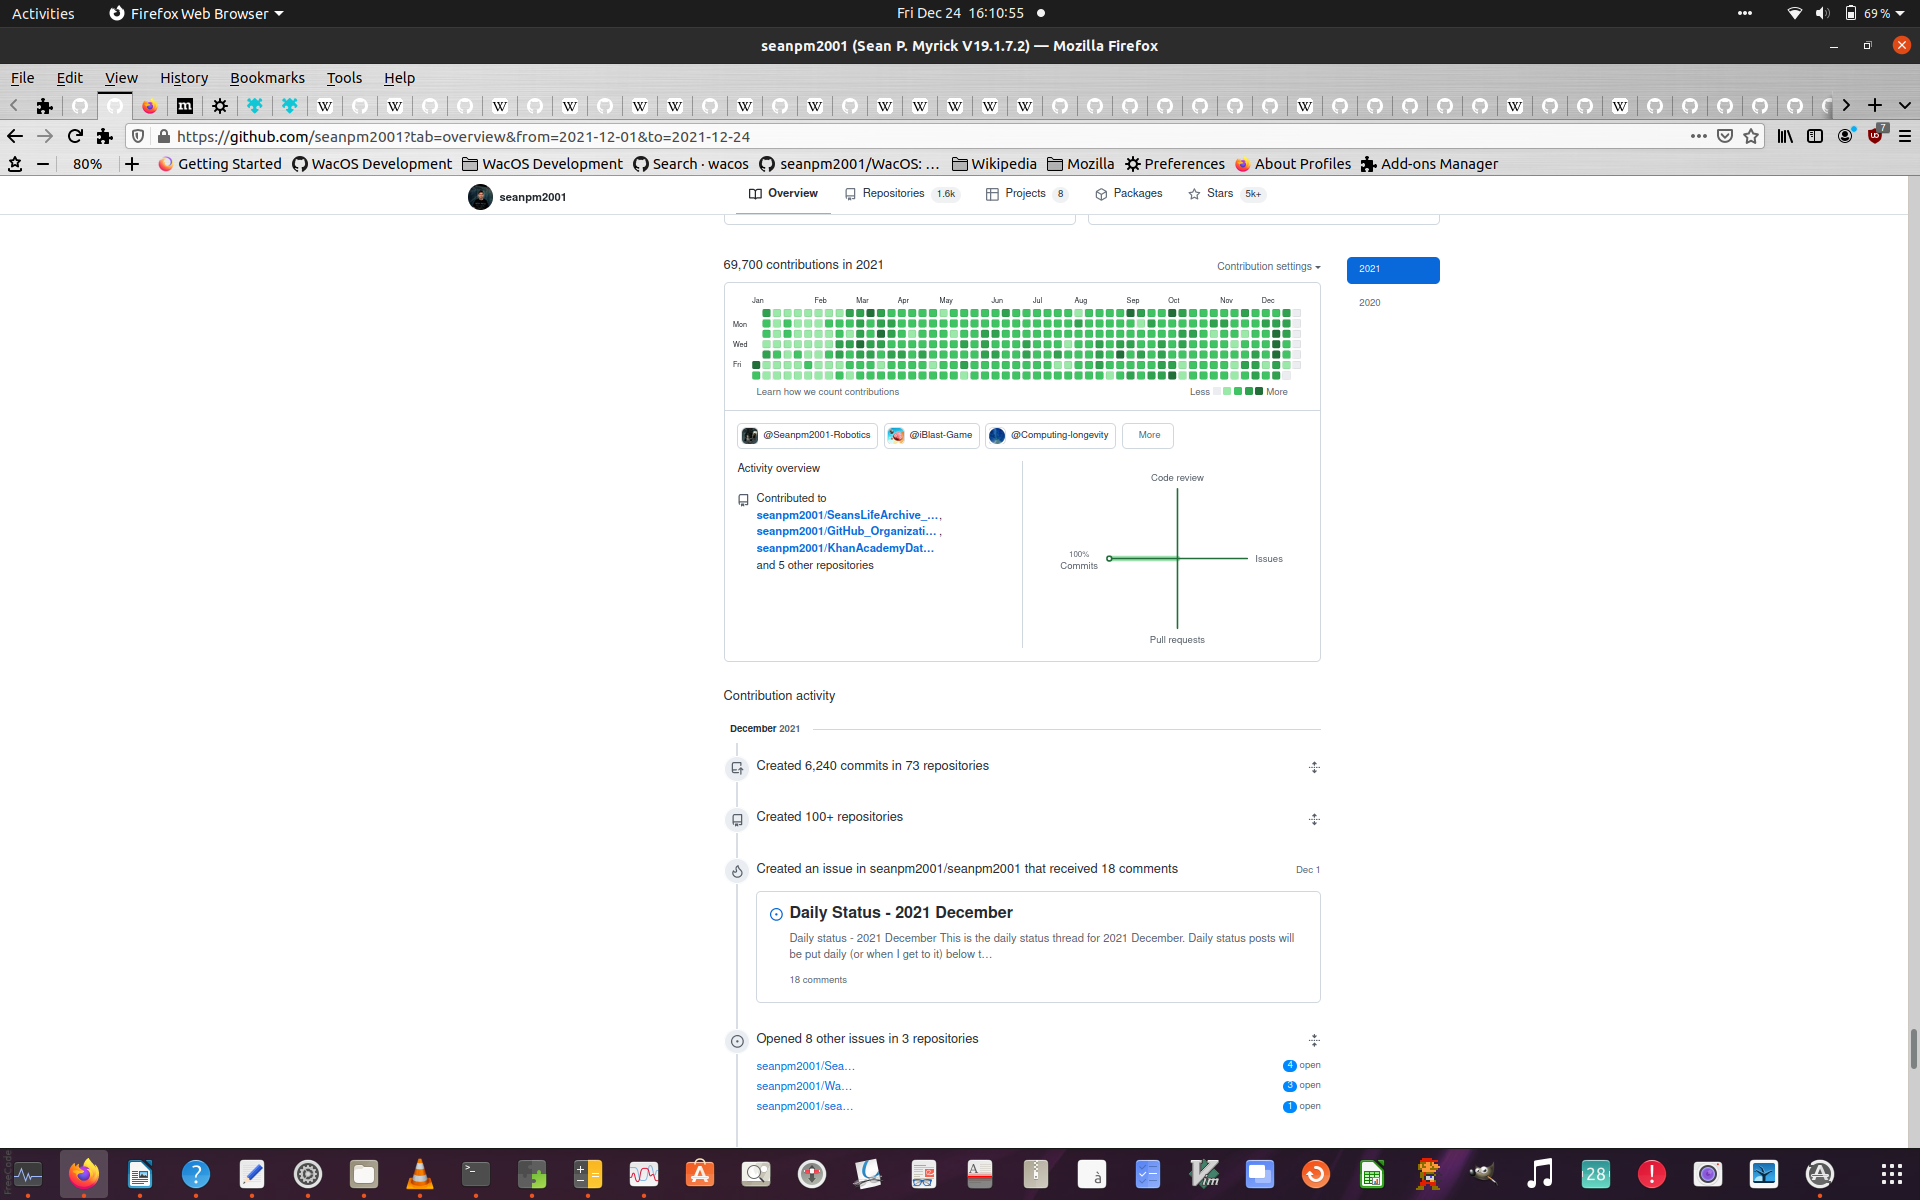 Activities
Firefox Web Browser
Fri Dec 24 16:10:55
69 %
seanpm2001 (Sean P. Myrick V19.1.7.2) — Mozilla Firefox
File Edit View History Bookmarks Tools Help
https://github.com/seanpm2001?tab=overview&from=2021-12-01&to=2021-12-24
7
80%
Getting Started
WacOS Development
WacOS Development
Search · wacos
seanpm2001/WacOS: ...
Wikipedia
Mozilla
Preferences
About Profiles
Add-ons Manager
seanpm2001
Overview
Repositories 1.6k
Projects 8
Packages
Stars 5k+
69,700 contributions in 2021
Contribution settings
2021
2020
Jan Feb Mar Apr May Jun Jul Aug Sep Oct Nov Dec
Mon
Wed
Fri
Learn how we count contributions
Less More
@Seanpm2001-Robotics
@iBlast-Game
@Computing-longevity
More
Activity overview
Contributed to
seanpm2001/SeansLifeArchive_...,
seanpm2001/GitHub_Organizati... ,
seanpm2001/KhanAcademyDat...
and 5 other repositories
Code review
100%
Commits
Issues
Pull requests
Contribution activity
December 2021
Created 6,240 commits in 73 repositories
Created 100+ repositories
Created an issue in seanpm2001/seanpm2001 that received 18 comments
Dec 1
Daily Status - 2021 December
Daily status - 2021 December This is the daily status thread for 2021 December. Daily status posts will
be put daily (or when I get to it) below t...
18 comments
Opened 8 other issues in 3 repositories
seanpm2001/Sea...
4 open
seanpm2001/Wa...
3 open
seanpm2001/sea...
1 open
28